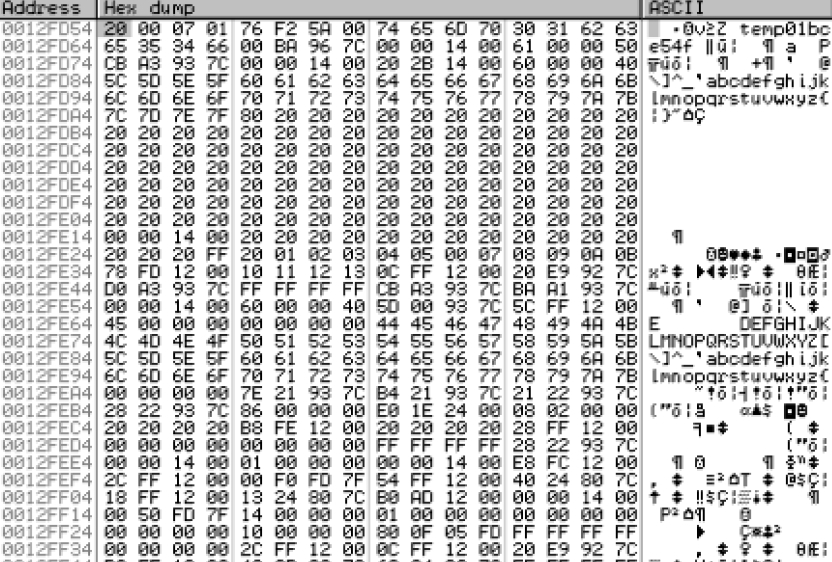 Address Hex dump ASCII
0012FD54 20 00 07 01 76 F2 5A 00 74 65 6D 70 30 31 62 63 temp01bc
0012FD64 65 35 34 66 00 BA 96 7C 00 00 14 00 61 00 00 50 e54f ║û¦ ¶ a P
0012FD74 CB A3 93 7C 00 00 14 00 20 2B 14 00 60 00 00 40 ╦úô¦ ¶ +¶ ` @
0012FD84 5C 5D 5E 5F 60 61 62 63 64 65 66 67 68 69 6A 6B \]^_`abcdefghijk
0012FD94 6C 6D 6E 6F 70 71 72 73 74 75 76 77 78 79 7A 7B lmnopqrstuvwxyz{
0012FDA4 7C 7D 7E 7F 80 20 20 20 20 20 20 20 20 20 20 20 ¦}~⌂Ç
0012FDB4 20 20 20 20 20 20 20 20 20 20 20 20 20 20 20 20
0012FDC4 20 20 20 20 20 20 20 20 20 20 20 20 20 20 20 20
0012FDD4 20 20 20 20 20 20 20 20 20 20 20 20 20 20 20 20
0012FDE4 20 20 20 20 20 20 20 20 20 20 20 20 20 20 20 20
0012FDF4 20 20 20 20 20 20 20 20 20 20 20 20 20 20 20 20
0012FE04 20 20 20 20 20 20 20 20 20 20 20 20 20 20 20 20
0012FE14 00 00 14 00 20 20 20 20 20 20 20 20 20 20 20 20 ¶
0012FE24 20 20 20 FF 20 01 02 03 04 05 00 07 08 09 0A 0B
0012FE34 78 FD 12 00 10 11 12 13 0C FF 12 00 20 E9 92 7C x²↕ ►◄↕‼♀ ↕ ΘÆ¦
0012FE44 D0 A3 93 7C FF FF FF FF CB A3 93 7C BA A1 93 7C ╨úô¦ ╦úô¦║íô¦
0012FE54 00 00 14 00 60 00 00 40 5D 00 93 7C 5C FF 12 00 ¶ ` @] ô¦\ ↕
0012FE64 45 00 00 00 00 00 00 00 44 45 46 47 48 49 4A 4B E DEFGHIJK
0012FE74 4C 4D 4E 4F 50 51 52 53 54 55 56 57 58 59 5A 5B LMNOPQRSTUVWXYZ[
0012FE84 5C 5D 5E 5F 60 61 62 63 64 65 66 67 68 69 6A 6B \]^_`abcdefghijk
0012FE94 6C 6D 6E 6F 70 71 72 73 74 75 76 77 78 79 7A 7B lmnopqrstuvwxyz{
0012FEA4 00 00 00 00 7E 21 93 7C B4 21 93 7C 21 22 93 7C ~!ô¦┤!ô¦!"ô¦
0012FEB4 28 22 93 7C 86 00 00 00 E0 1E 24 00 08 02 00 00 ("ô¦å α▲$
0012FEC4 20 20 20 20 B8 FE 12 00 20 20 20 20 28 FF 12 00 ╕■↕ ( ↕
0012FED4 00 00 00 00 00 00 00 00 FF FF FF FF 28 22 93 7C ("ô¦
0012FEE4 00 00 14 00 01 00 00 00 00 00 14 00 E8 FC 12 00 ¶ ☺ ¶ Φⁿ↕
0012FEF4 2C FF 12 00 00 F0 FD 7F 54 FF 12 00 40 24 80 7C , ↕ ≡²⌂T ↕ @$Ç¦
0012FF04 18 FF 12 00 13 24 80 7C B0 AD 12 00 00 00 14 00 ↑ ↕ ‼$Ç¦░¡↕ ¶
0012FF14 00 50 FD 7F 14 00 00 00 01 00 00 00 00 00 00 00 P²⌂¶ ☺
0012FF24 00 00 00 00 10 00 00 00 80 0F 05 FD FF FF FF FF ► Ç☼♣²
0012FF34 00 00 00 00 2C FF 12 00 0C FF 12 00 20 E9 92 7C , ↕ ♀ ↕ ΘÆ¦